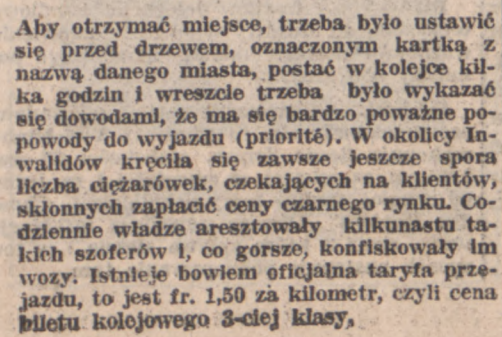 Aby otrzymać miejsce, trzeba było ustawić
się przed drzewem, oznaczonym kartką z
nazwą danego miasta, postać w kolejce kil-
ka godzin i wreszcie trzeba było wykazać
się dowodami, że ma się bardzo poważne po-
powody do wyjazdu (priorité). W okolicy In-
walidów kręciła się zawsze jeszcze spora
liczba ciężarówek, czekających na klientów,
skłonnych zapłacić ceny czarnego rynku. Co-
dziennie władze aresztowały kilkunastu ta-
kich szoferów i, co gorsze, konfiskowały im
wozy. Istnieje bowiem oficjalna taryfa prze-
jazdu, to jest fr. 1,50 za kilometr, czyli cena
biletu kolejowego 3-ciej klasy,